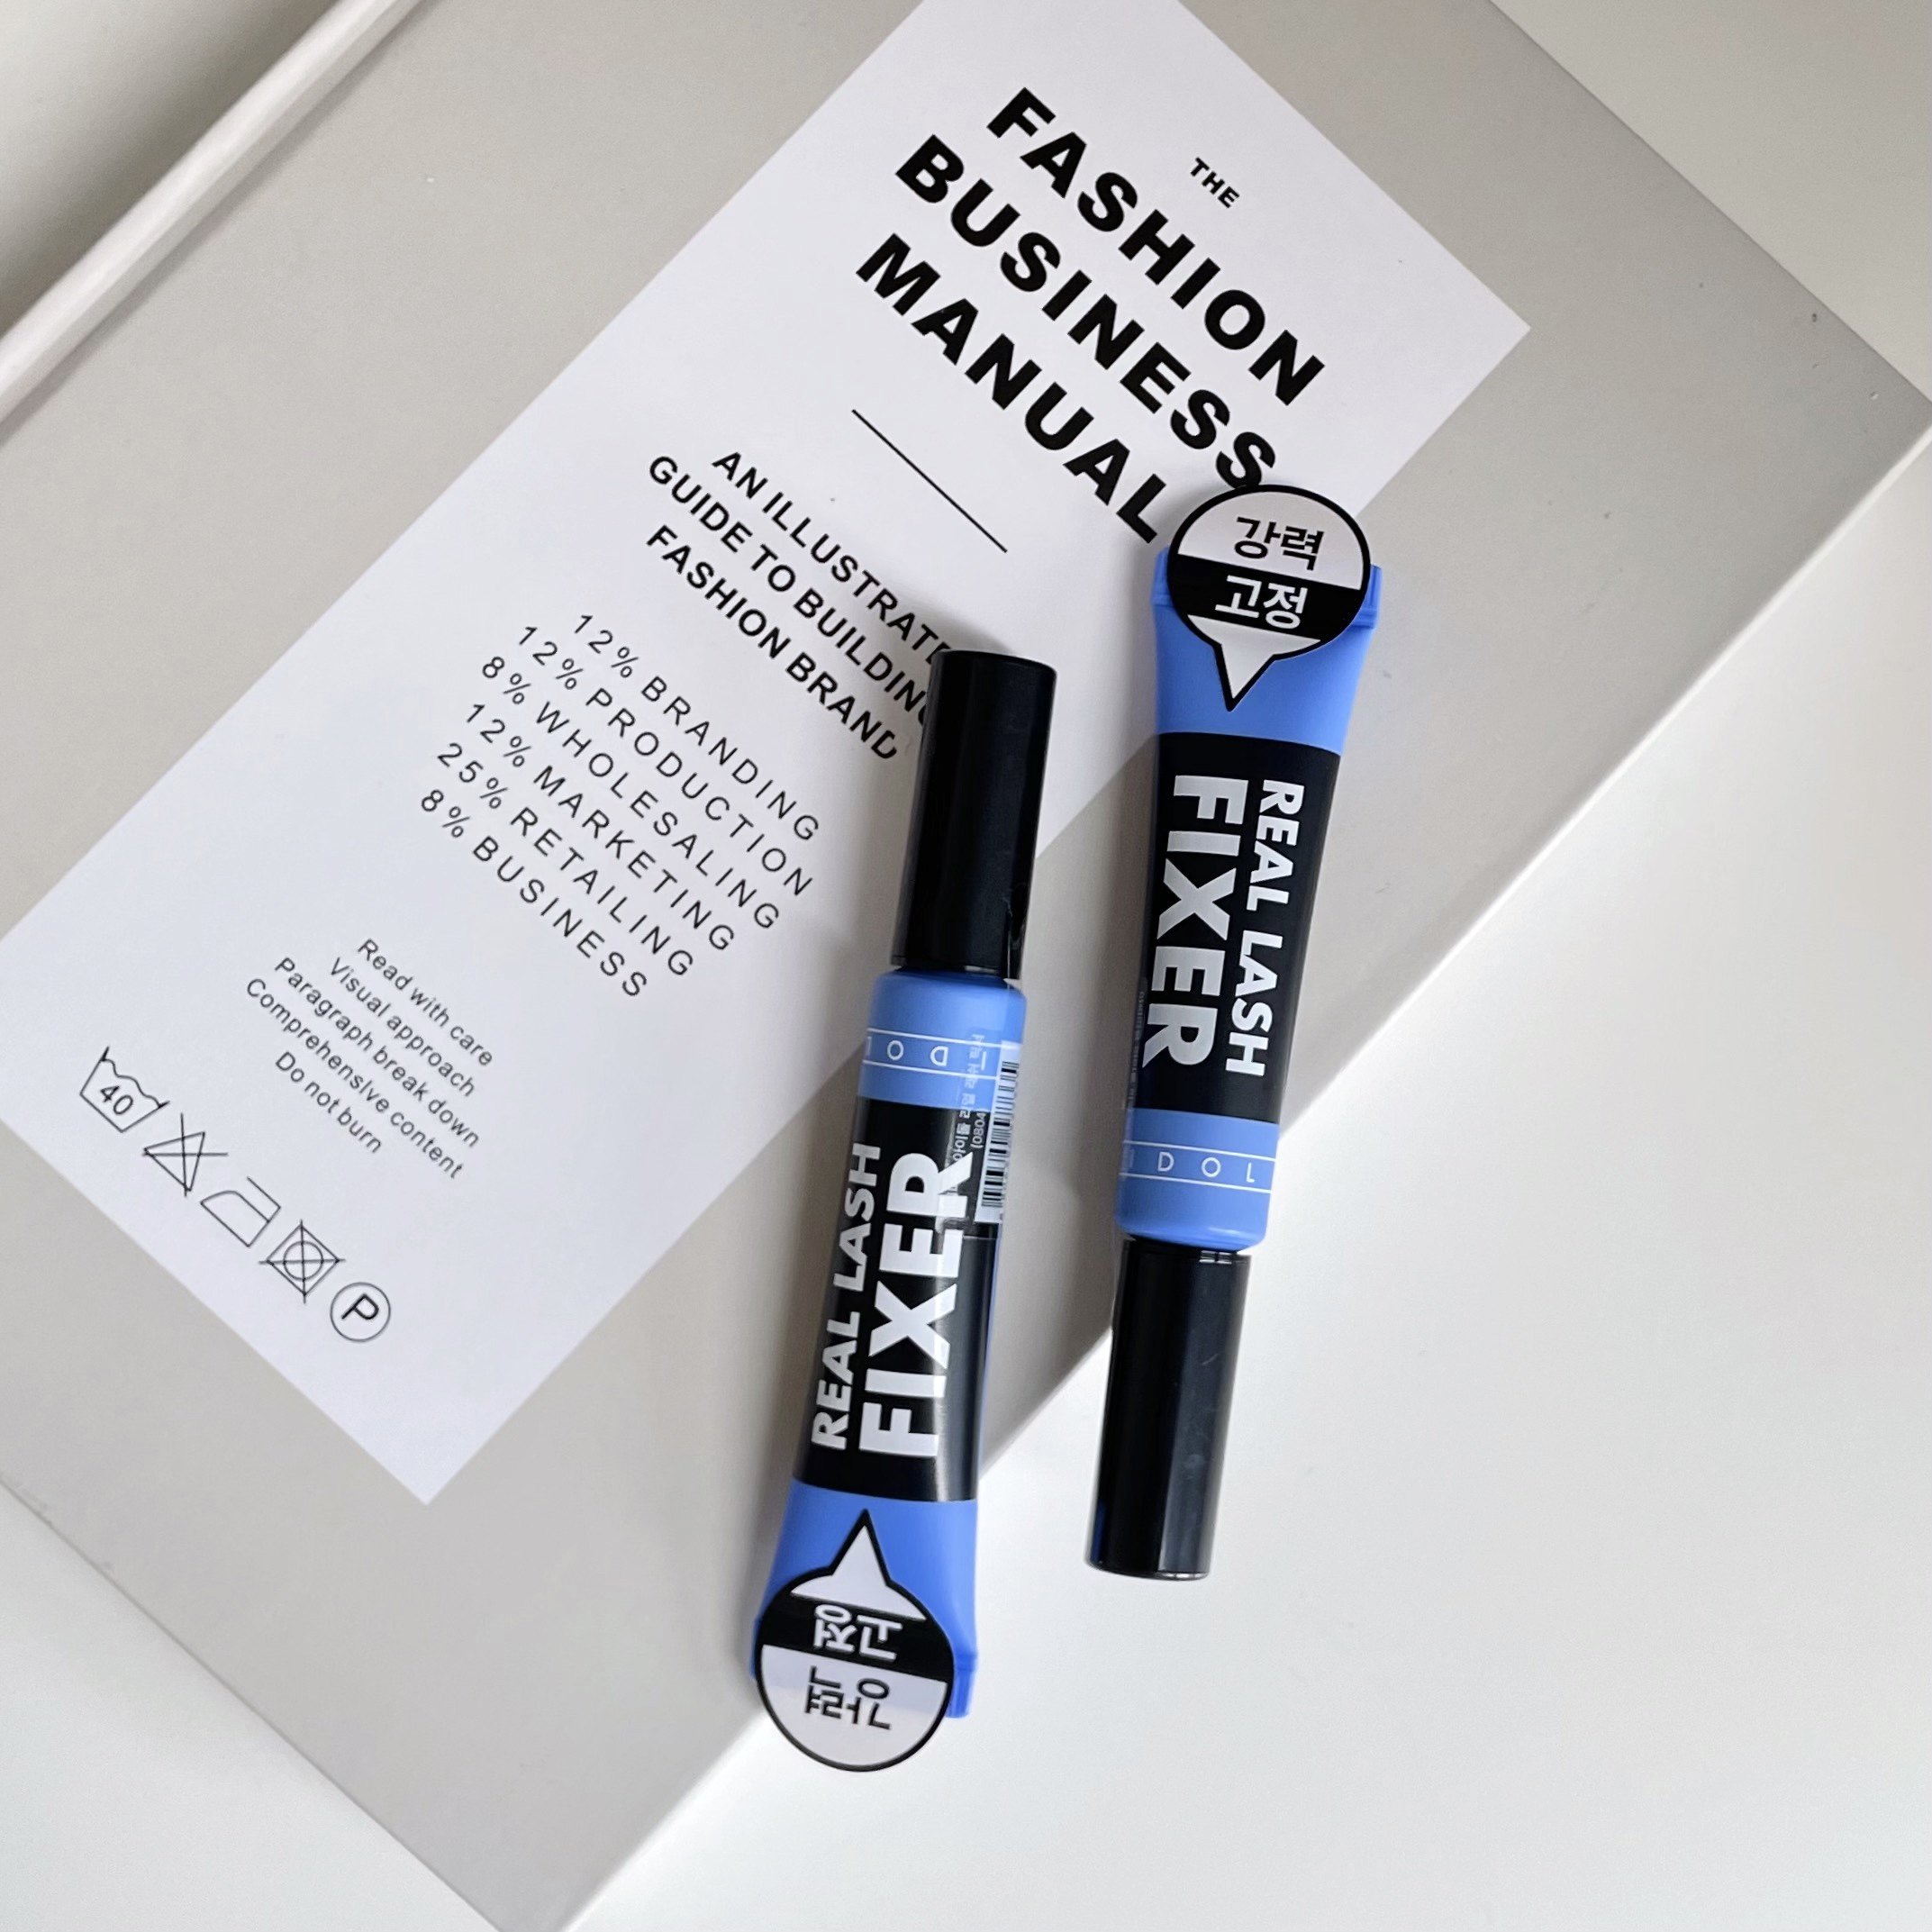 THE
FASHION
BUSINESS
MANUAL
AN ILLUSTRATED
GUIDE TO BUILDING
FASHION BRAND
12% BRANDING
12% PRODUCTION
8% WHOLESALING
12% MARKETING
25% RETAILING
8% BUSINESS
Read with care
Visual approach
Paragraph break down
Comprehensive content
Do not burn
40
P
강력
고정
REAL LASH
FIXER
DOL
DO
REAL LASH
FIXER
강력
고정